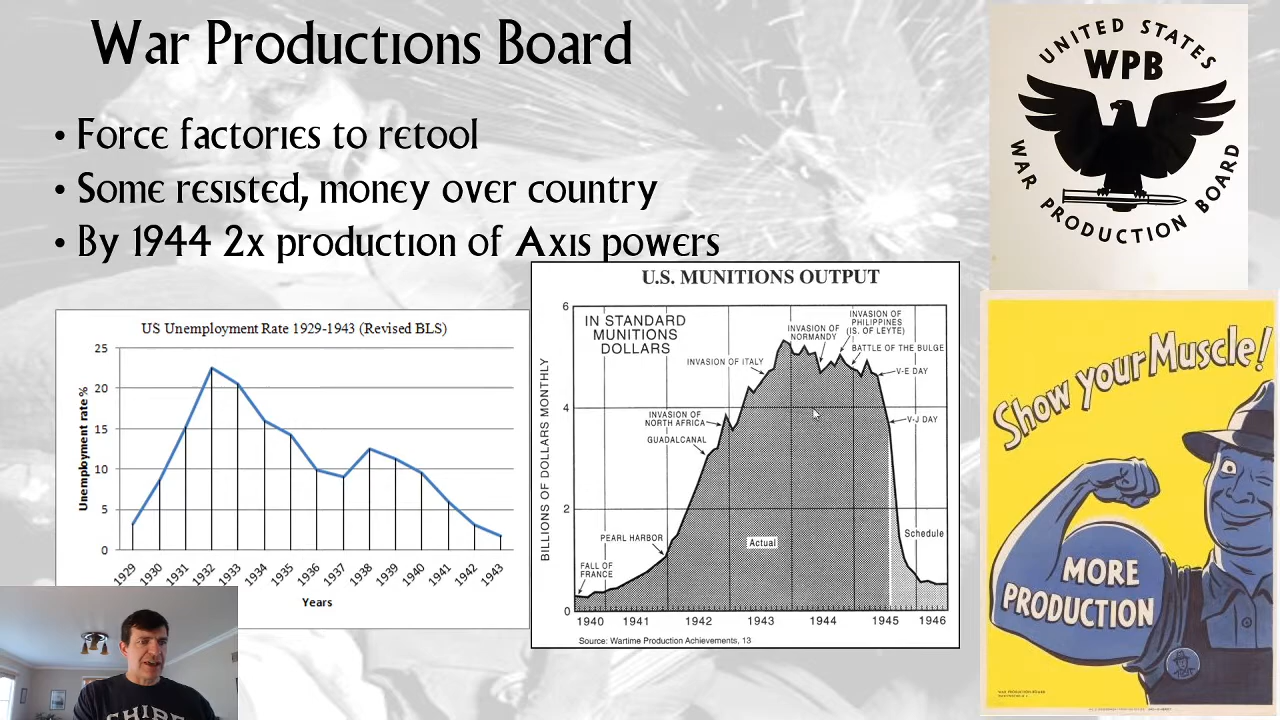 War Productions Board
• Force factories to retool
• Some resisted, money over country
• By 1944 2x production of Axis powers
UNITED STATES
WPB
WAR PRODUCTION BOARD
US Unemployment Rate 1929-1943 (Revised BLS)
Unemployment rate %
25
20
15
10
5
0
1929 1930 1931 1932 1933 1934 1935 1936 1937 1938 1939 1940 1941 1942 1943
Years
U.S. MUNITIONS OUTPUT
IN STANDARD
MUNITIONS
DOLLARS
BILLIONS OF DOLLARS MONTHLY
6
4
2
0
FALL OF
FRANCE
PEARL HARBOR
GUADALCANAL
INVASION OF
NORTH AFRICA
INVASION OF ITALY
INVASION OF
NORMANDY
INVASION OF
PHILIPPINES
(IS. OF LEYTE)
BATTLE OF THE BULGE
V-E DAY
V-J DAY
Actual
Schedule
1940 1941 1942 1943 1944 1945 1946
Source: Wartime Production Achievements, 13
Show your Muscle!
MORE
PRODUCTION
WAR PRODUCTION BOARD